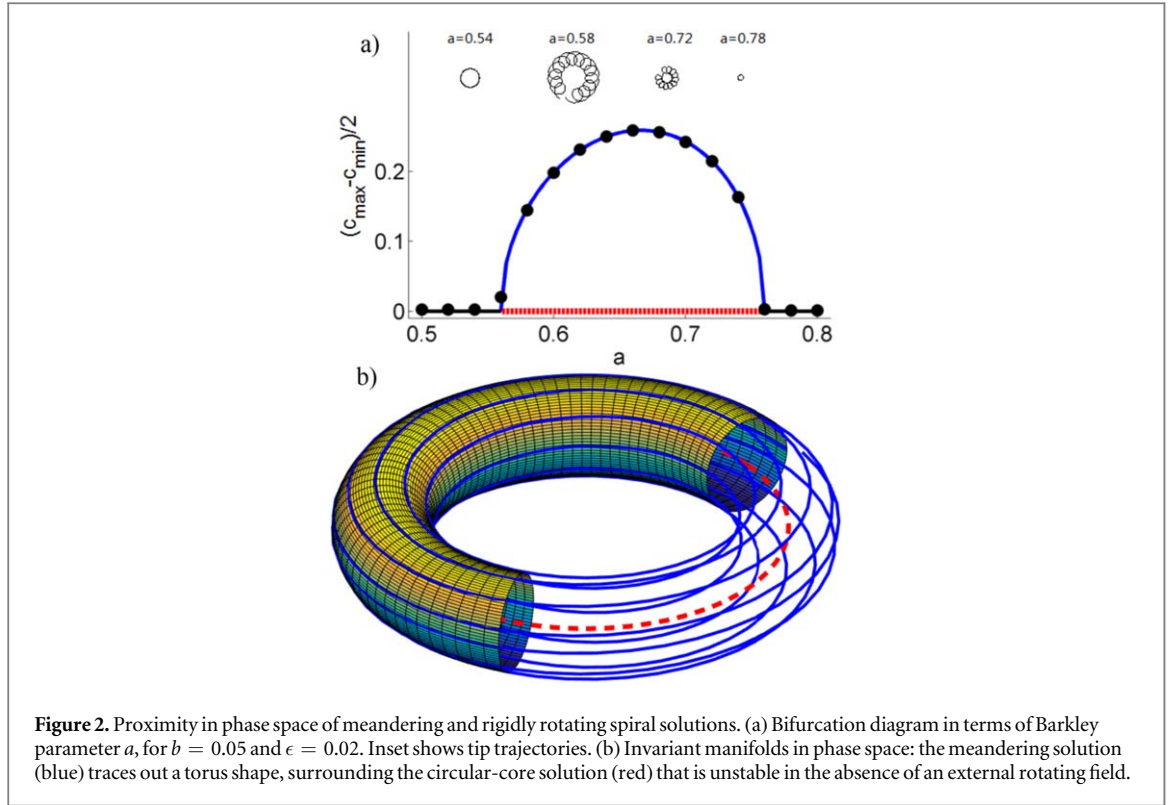 a)
a=0.54 a=0.58 a=0.72 a=0.78
(c_max-c_min)/2
0.2
0.1
0
0.5 0.6 0.7 0.8
a
b)
Figure 2. Proximity in phase space of meandering and rigidly rotating spiral solutions. (a) Bifurcation diagram in terms of Barkley
parameter a, for b = 0.05 and ϵ = 0.02. Inset shows tip trajectories. (b) Invariant manifolds in phase space: the meandering solution
(blue) traces out a torus shape, surrounding the circular-core solution (red) that is unstable in the absence of an external rotating field.